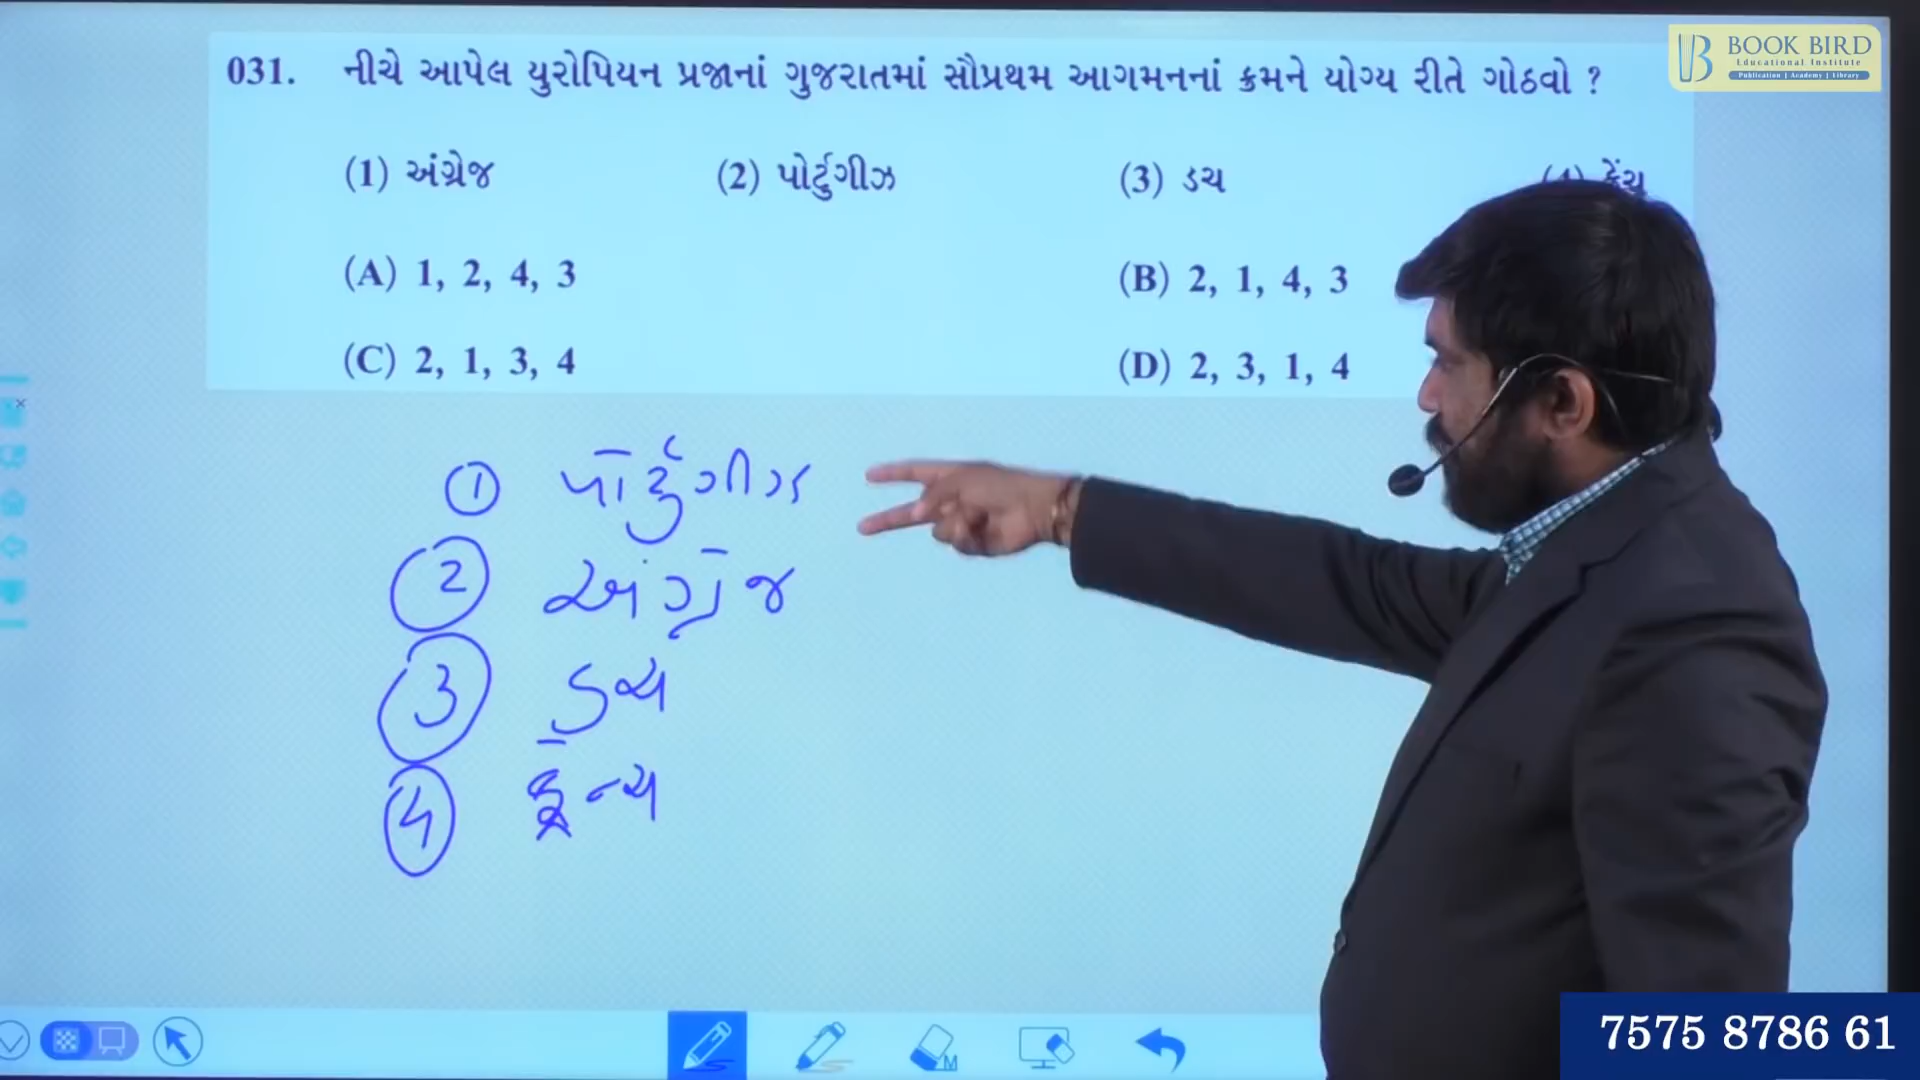 BOOK BIRD
Educational Institute
Publication | Academy | Library
031. નીચે આપેલ યુરોપિયન પ્રજાનાં ગુજરાતમાં સૌપ્રથમ આગમનનાં ક્રમને યોગ્ય રીતે ગોઠવો ?
(1) અંગ્રેજ (2) પોર્ટુગીઝ (3) ડચ (4) ફ્રેંચ
(A) 1, 2, 4, 3 (B) 2, 1, 4, 3
(C) 2, 1, 3, 4 (D) 2, 3, 1, 4
1 પોર્ટુગીઝ
2 અંગ્રેજ
3 ડચ
4 ફ્રેન્ચ
M
7575 8786 61